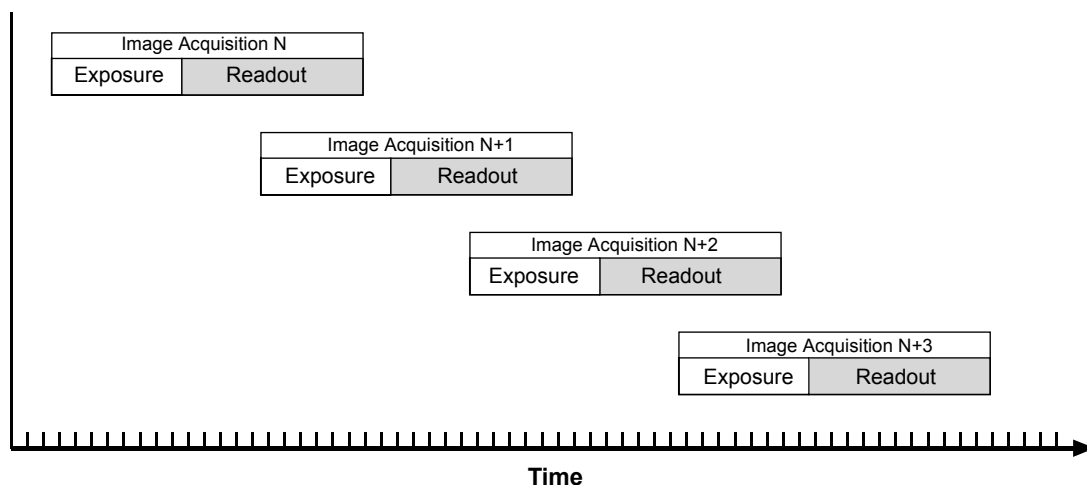 Image Acquisition N
Exposure Readout
Image Acquisition N+1
Exposure Readout
Image Acquisition N+2
Exposure Readout
Image Acquisition N+3
Exposure Readout
Time